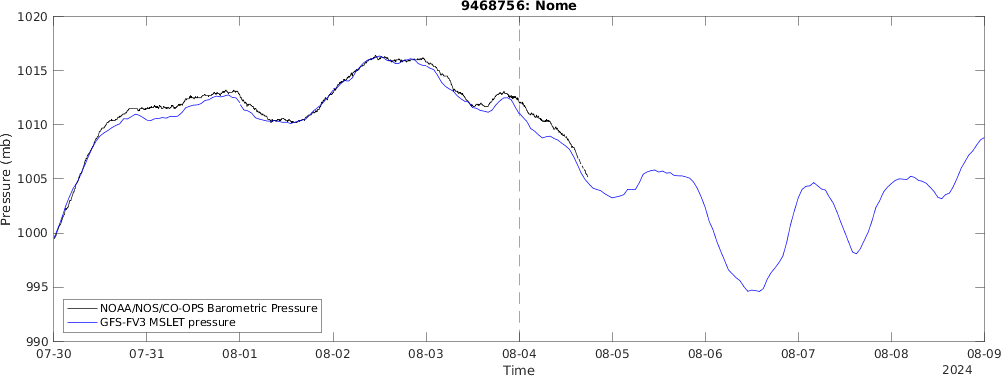 9468756: Nome
1020
1015
1010
1005
1000
995
990
Pressure (mb)
NOAA/NOS/CO-OPS Barometric Pressure
GFS-FV3 MSLET pressure
07-30 07-31 08-01 08-02 08-03 08-04 08-05 08-06 08-07 08-08 08-09
Time
2024